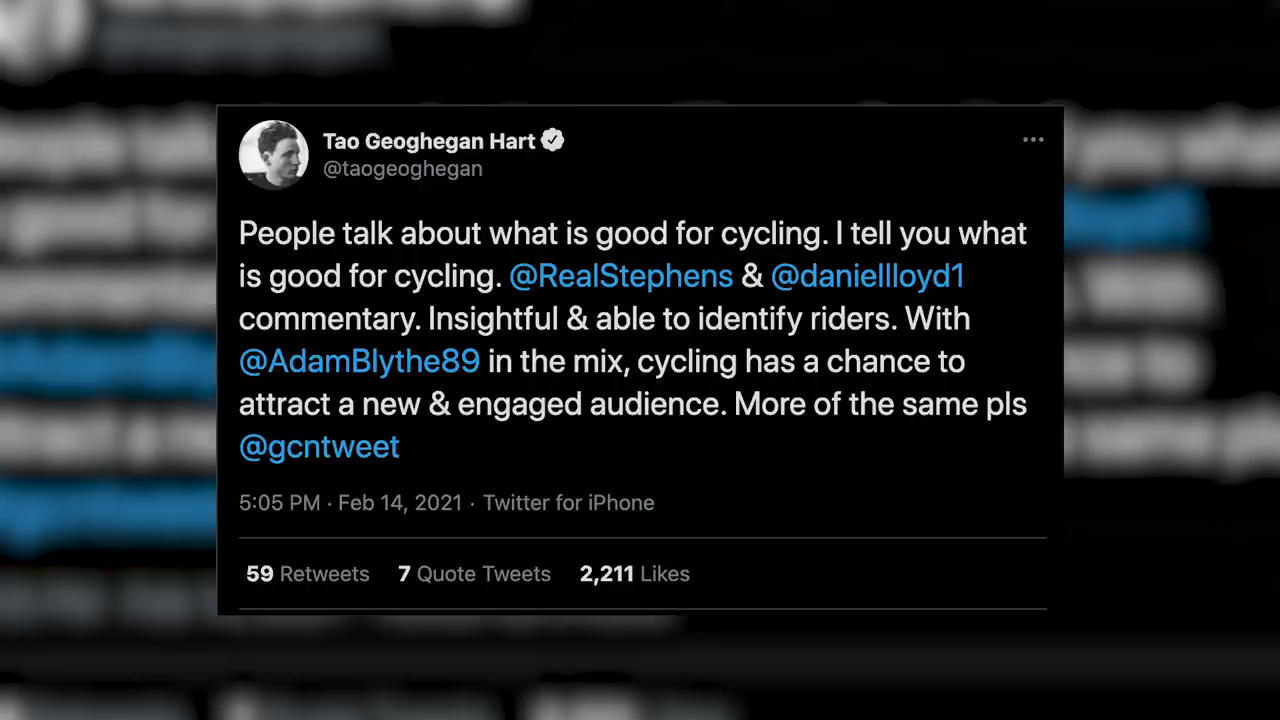 Tao Geoghegan Hart
@taogeoghegan
People talk about what is good for cycling. I tell you what
is good for cycling. @RealStephens & @daniellloyd1
commentary. Insightful & able to identify riders. With
@AdamBlythe89 in the mix, cycling has a chance to
attract a new & engaged audience. More of the same pls
@gcntweet
5:05 PM · Feb 14, 2021 · Twitter for iPhone
59 Retweets 7 Quote Tweets 2,211 Likes